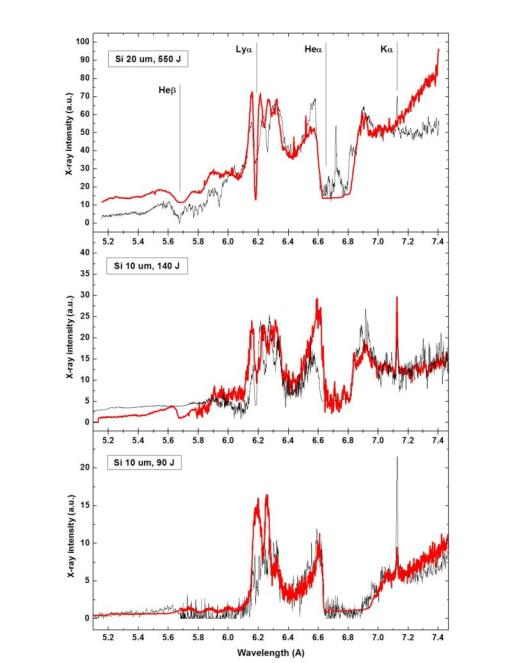 100
90
80
70
60
50
40
30
20
10
0
X-ray intensity (a.u.)
Si 20 um, 550 J
Heβ
Lyα
Heα
Kα
5.2 5.4 5.6 5.8 6.0 6.2 6.4 6.6 6.8 7.0 7.2 7.4
40
35
30
25
20
15
10
5
0
X-ray intensity (a.u.)
Si 10 um, 140 J
5.2 5.4 5.6 5.8 6.0 6.2 6.4 6.6 6.8 7.0 7.2 7.4
20
15
10
5
0
X-ray intensity (a.u.)
Si 10 um, 90 J
5.2 5.4 5.6 5.8 6.0 6.2 6.4 6.6 6.8 7.0 7.2 7.4
Wavelength (A)